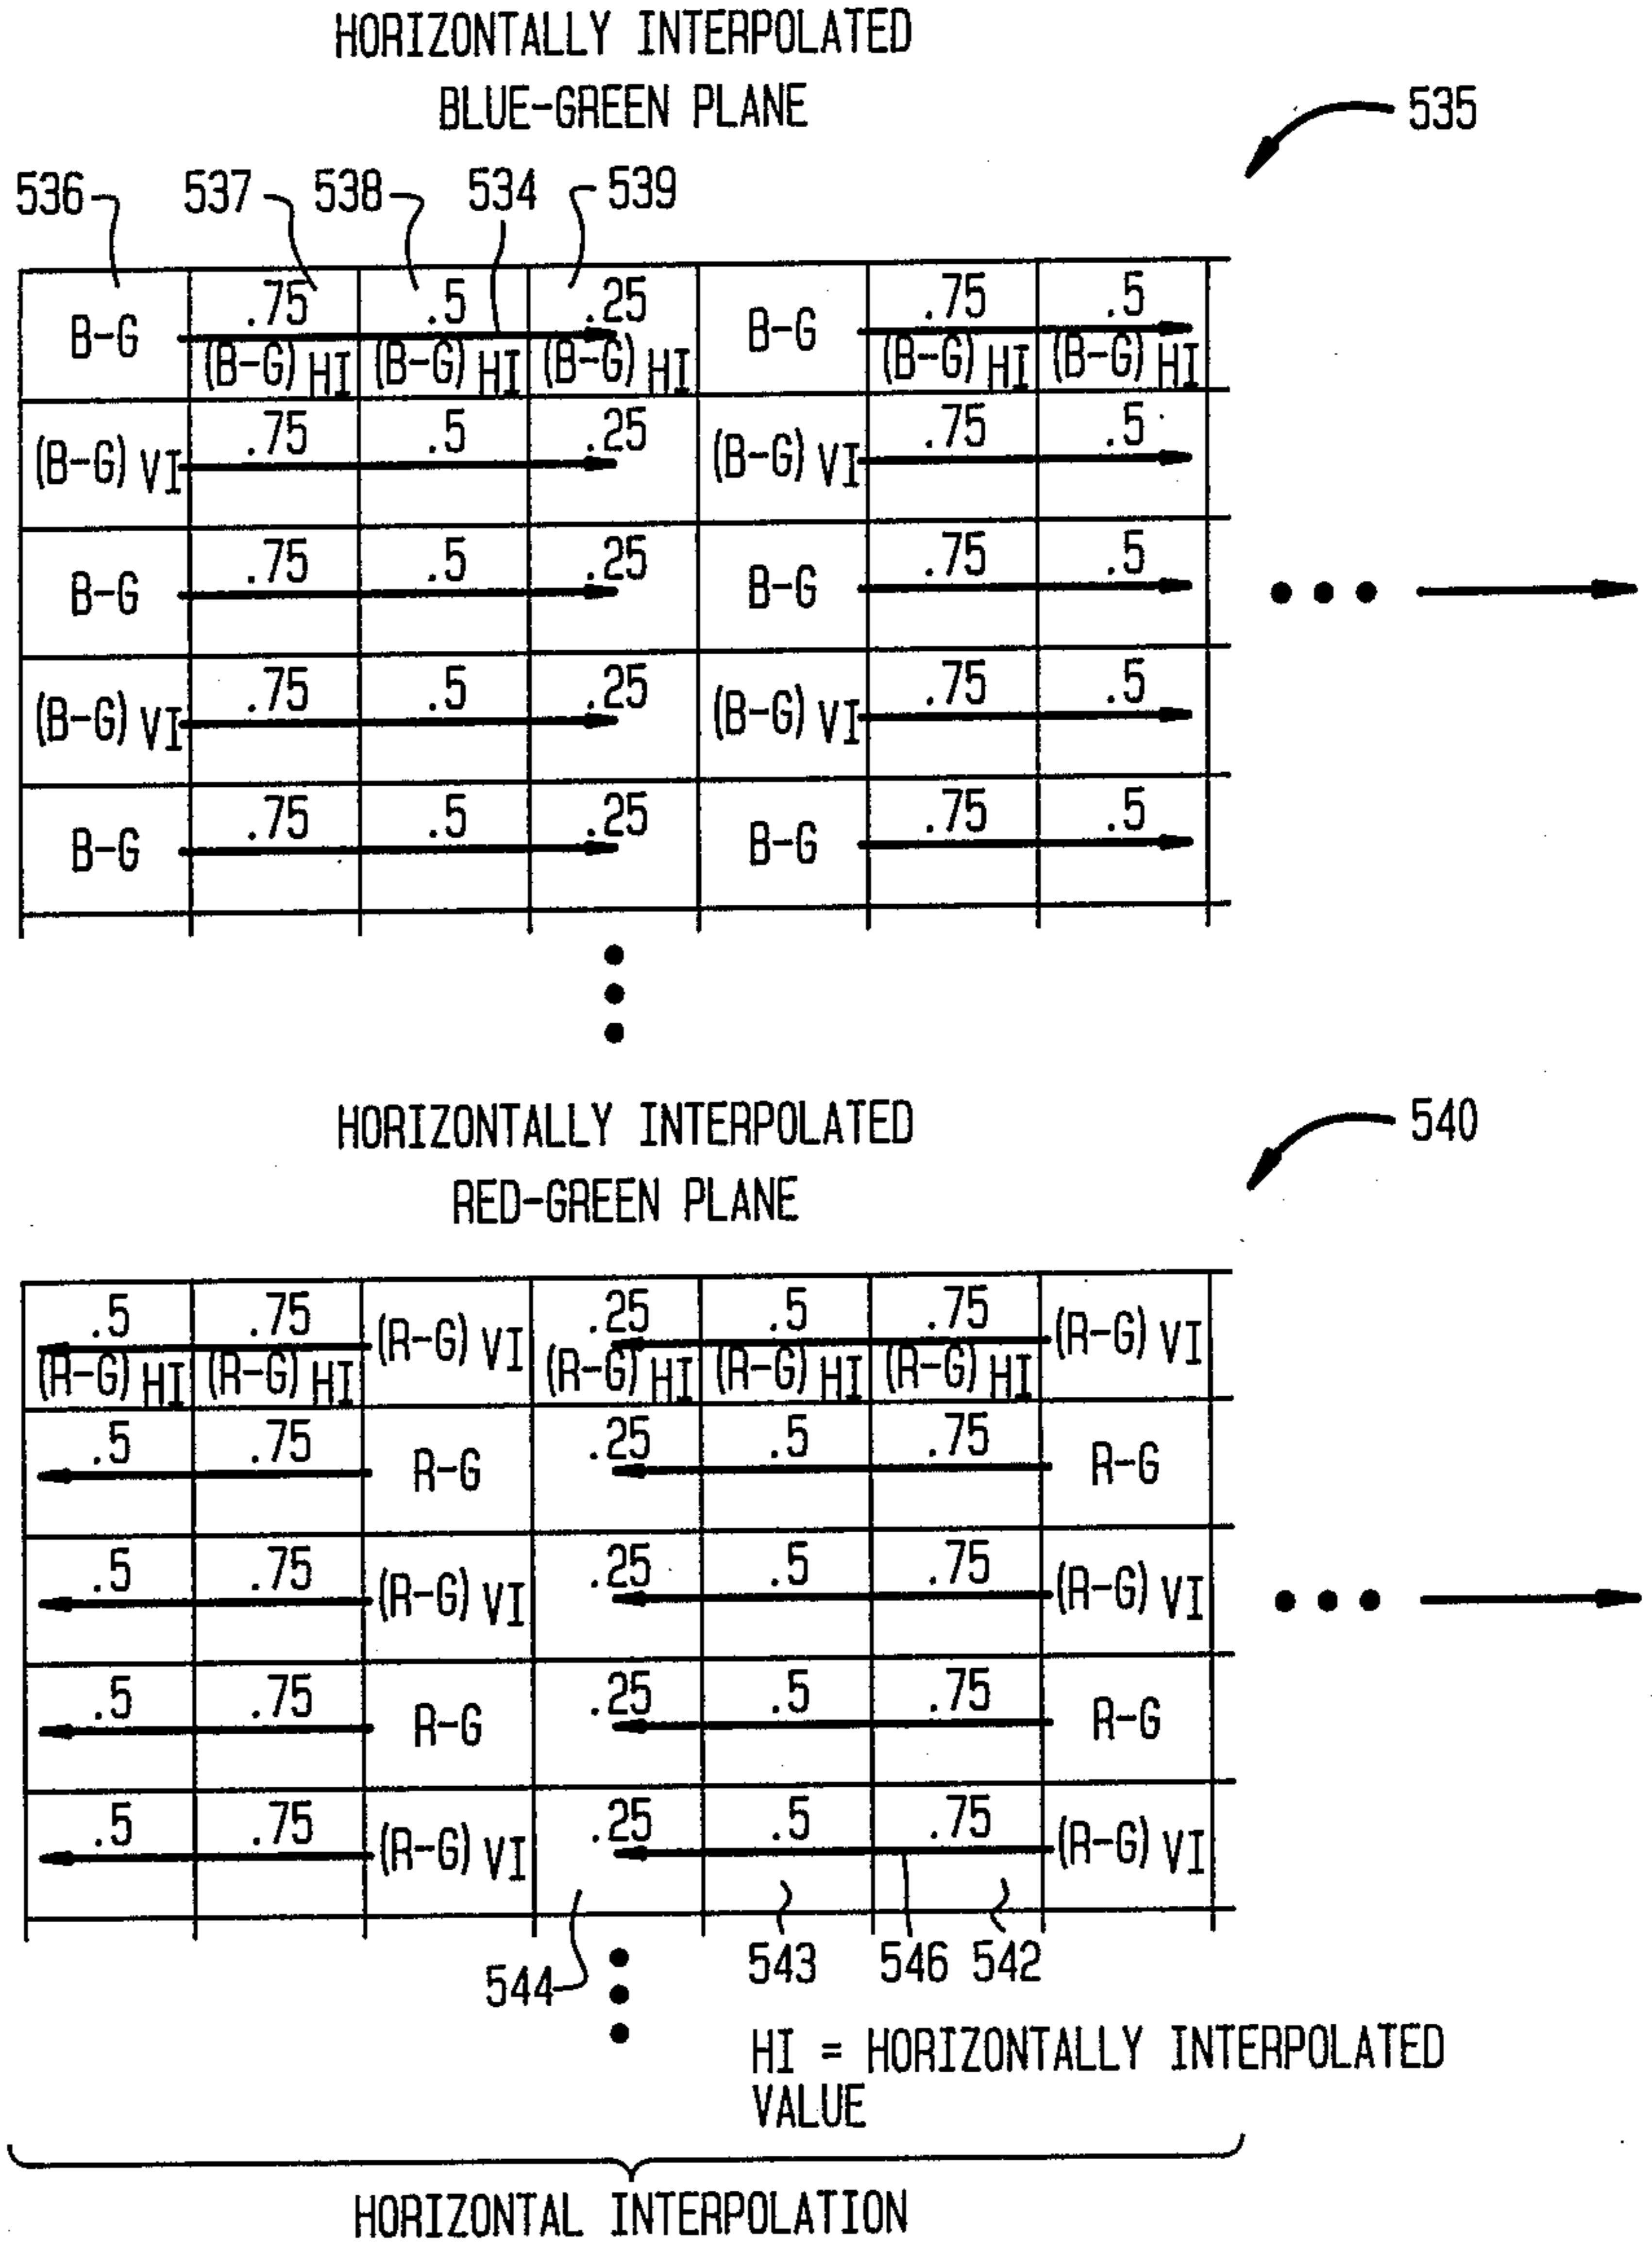 HORIZONTALLY INTERPOLATED
BLUE-GREEN PLANE
535
536 537 538 534 539
B-G .75 .5 .25 B-G .75 .5
(B-G) HI (B-G) HI (B-G) HI (B-G) HI (B-G) HI
(B-G) VI .75 .5 .25 (B-G) VI .75 .5
B-G .75 .5 .25 B-G .75 .5
(B-G) VI .75 .5 .25 (B-G) VI .75 .5
B-G .75 .5 .25 B-G .75 .5
HORIZONTALLY INTERPOLATED
RED-GREEN PLANE
540
.5 .75 (R-G) VI .25 .5 .75 (R-G) VI
(R-G) HI (R-G) HI (R-G) HI (R-G) HI (R-G) HI
.5 .75 R-G .25 .5 .75 R-G
.5 .75 (R-G) VI .25 .5 .75 (R-G) VI
.5 .75 R-G .25 .5 .75 R-G
.5 .75 (R-G) VI .25 .5 .75 (R-G) VI
544 543 546 542
HI = HORIZONTALLY INTERPOLATED
VALUE
HORIZONTAL INTERPOLATION